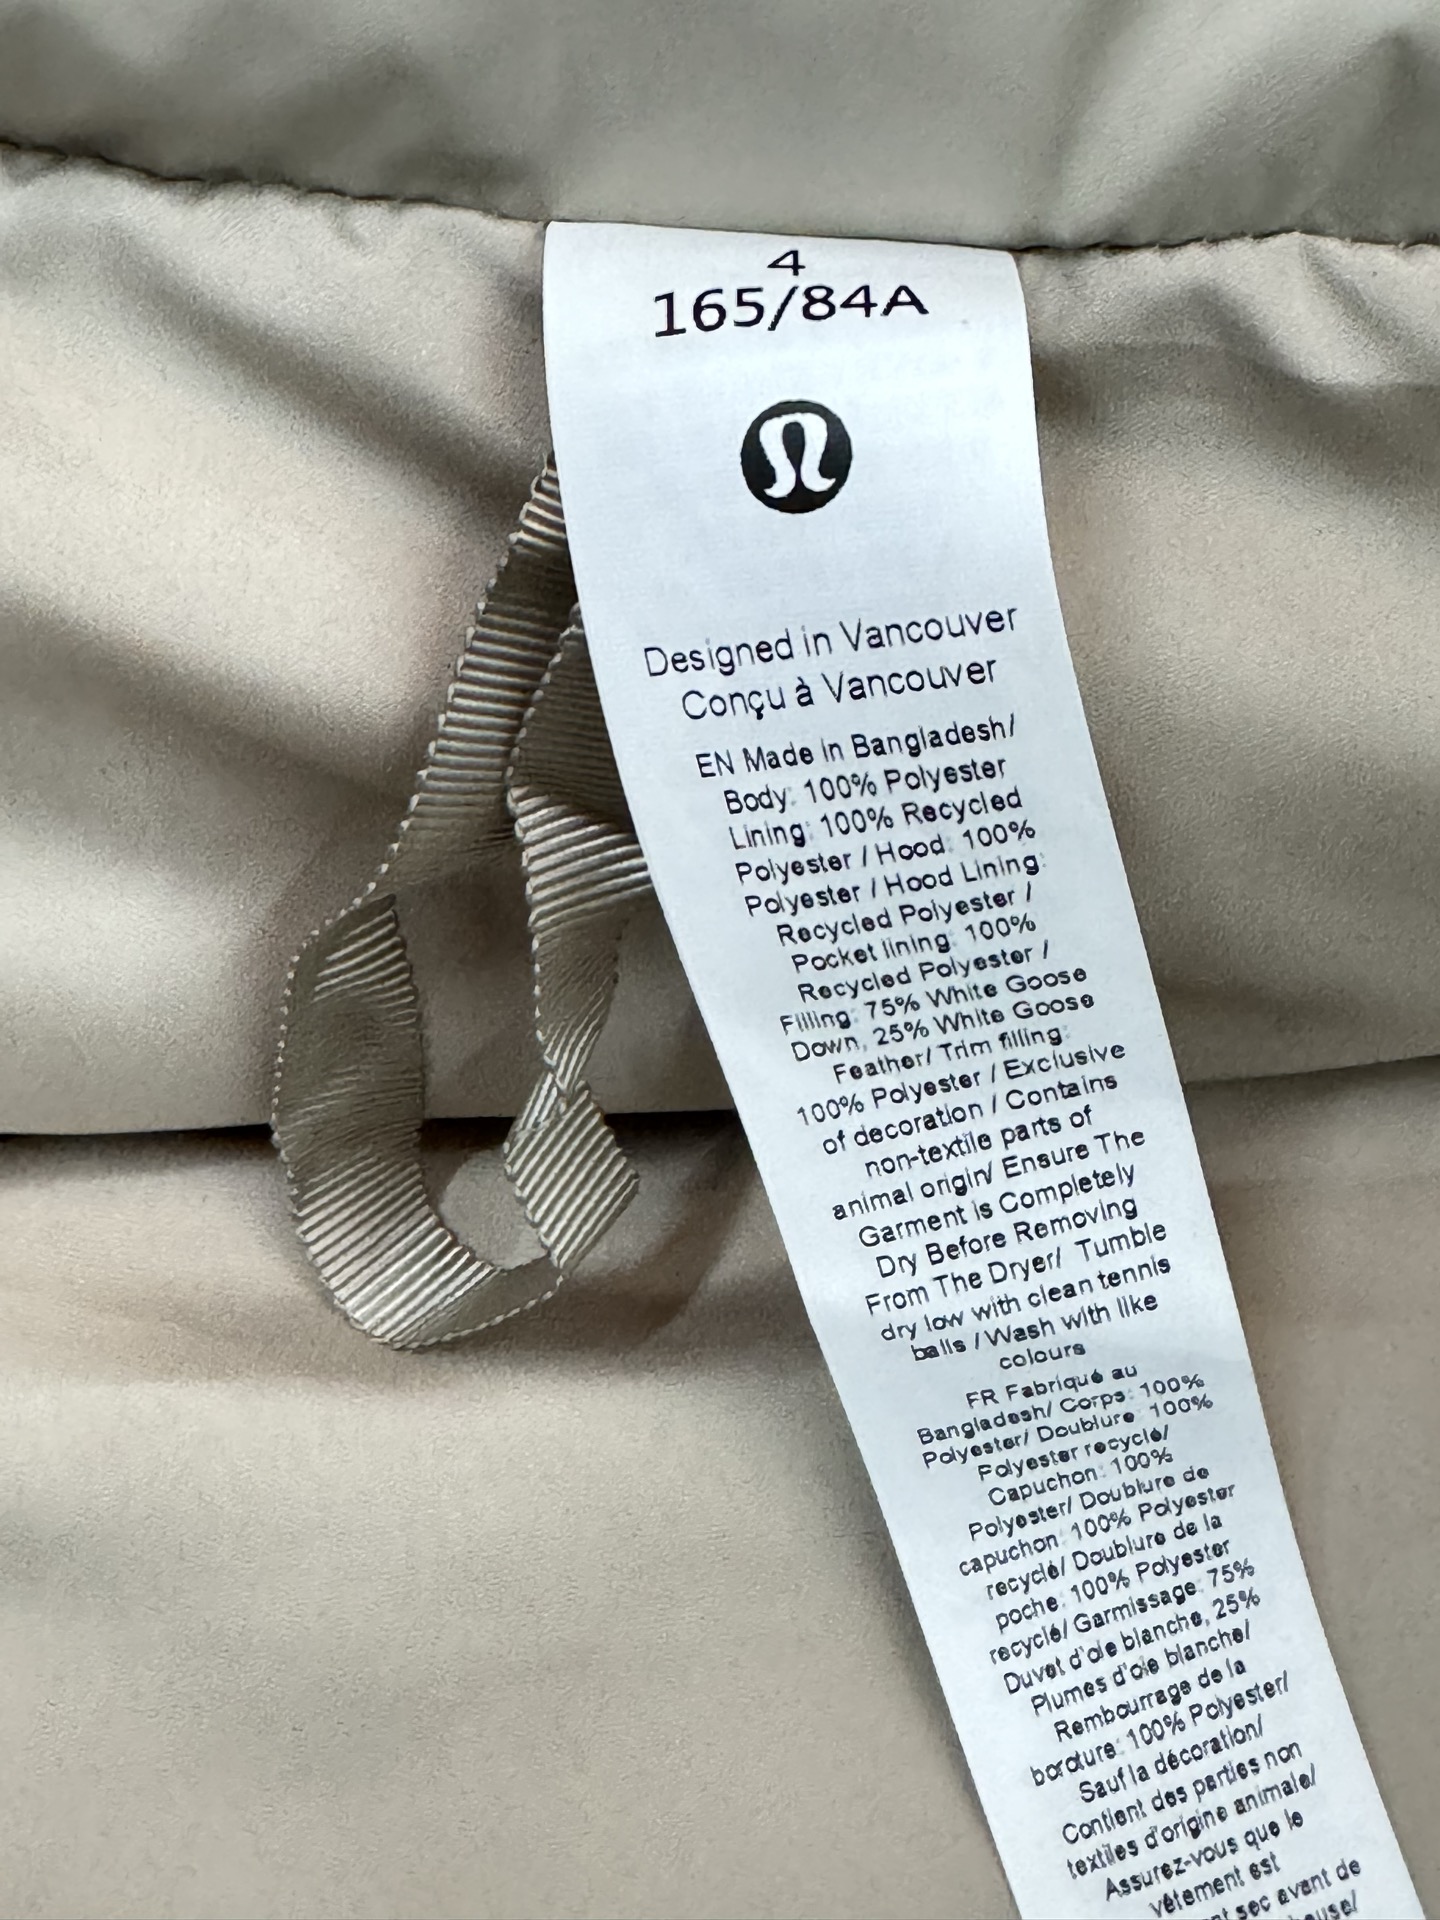 4
165/84A
Designed in Vancouver
Conçu à Vancouver
EN Made in Bangladesh/
Body: 100% Polyester
Lining: 100% Recycled
Polyester / Hood: 100%
Polyester / Hood Lining:
Recycled Polyester /
Pocket lining: 100%
Recycled Polyester /
Filling: 75% White Goose
Down, 25% White Goose
Feather/ Trim filling:
100% Polyester / Exclusive
of decoration / Contains
non-textile parts of
animal origin/ Ensure The
Garment is Completely
Dry Before Removing
From The Dryer/ Tumble
dry low with clean tennis
balls / Wash with like
colours
FR Fabriqué au
Bangladesh/ Corps: 100%
Polyester/ Doublure: 100%
Polyester recyclé/
Capuchon: 100%
Polyester/ Doublure de
capuchon: 100% Polyester
recyclé/ Doublure de la
poche: 100% Polyester
recyclé/ Garnissage: 75%
Duvet d'oie blanche, 25%
Plumes d'oie blanche/
Rembourrage de la
bordure: 100% Polyester/
Sauf la décoration/
Contient des parties non
textiles d'origine animale/
Assurez-vous que le
vêtement est
sec avant de